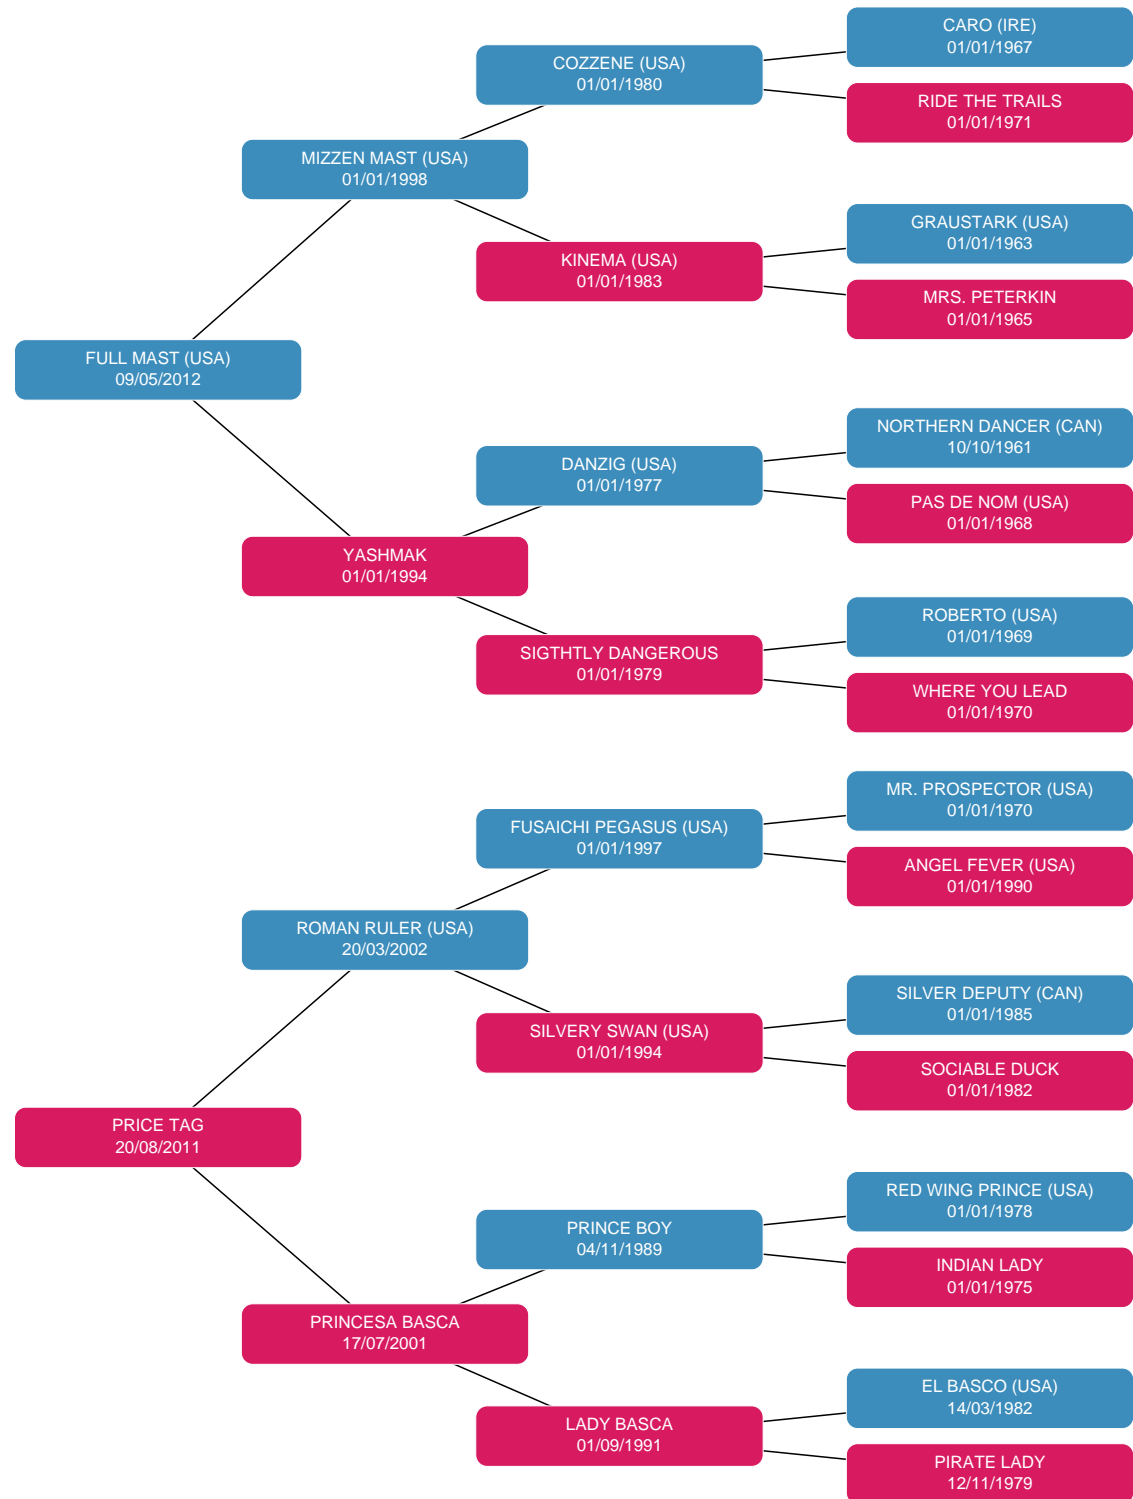 CARO (IRE)
01/01/1967
COZZENE (USA)
01/01/1980
RIDE THE TRAILS
01/01/1971
MIZZEN MAST (USA)
01/01/1998
GRAUSTARK (USA)
01/01/1963
KINEMA (USA)
01/01/1983
MRS. PETERKIN
01/01/1965
FULL MAST (USA)
09/05/2012
NORTHERN DANCER (CAN)
10/10/1961
DANZIG (USA)
01/01/1977
PAS DE NOM (USA)
01/01/1968
YASHMAK
01/01/1994
ROBERTO (USA)
01/01/1969
SIGTHTLY DANGEROUS
01/01/1979
WHERE YOU LEAD
01/01/1970
MR. PROSPECTOR (USA)
01/01/1970
FUSAICHI PEGASUS (USA)
01/01/1997
ANGEL FEVER (USA)
01/01/1990
ROMAN RULER (USA)
20/03/2002
SILVER DEPUTY (CAN)
01/01/1985
SILVERY SWAN (USA)
01/01/1994
SOCIABLE DUCK
01/01/1982
PRICE TAG
20/08/2011
RED WING PRINCE (USA)
01/01/1978
PRINCE BOY
04/11/1989
INDIAN LADY
01/01/1975
PRINCESA BASCA
17/07/2001
EL BASCO (USA)
14/03/1982
LADY BASCA
01/09/1991
PIRATE LADY
12/11/1979